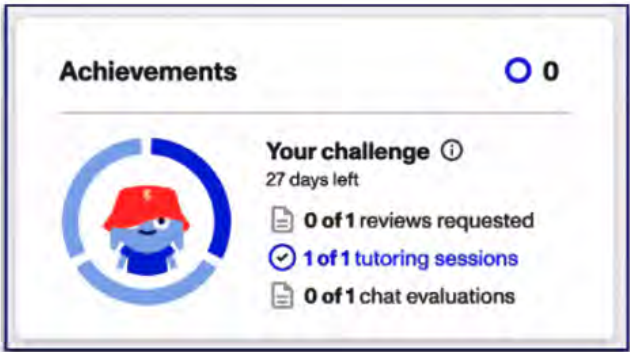 Achievements 0
Your challenge
27 days left
0 of 1 reviews requested
1 of 1 tutoring sessions
0 of 1 chat evaluations